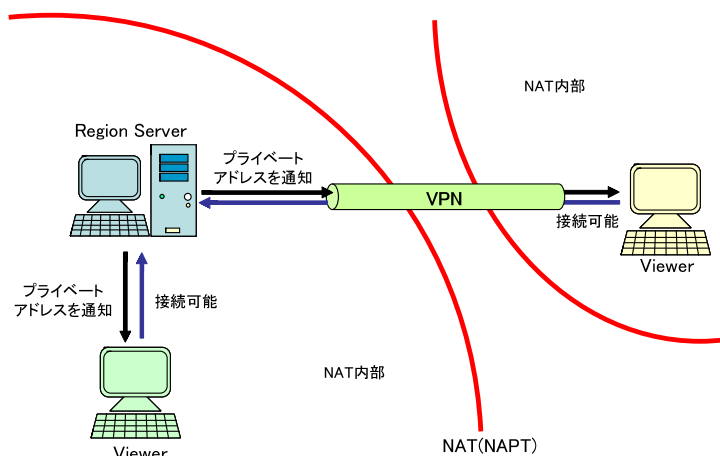 NAT内部
Region Server
プライベート
アドレスを通知
VPN
接続可能
Viewer
プライベート
アドレスを通知
接続可能
NAT内部
NAT(NAPT)
Viewer